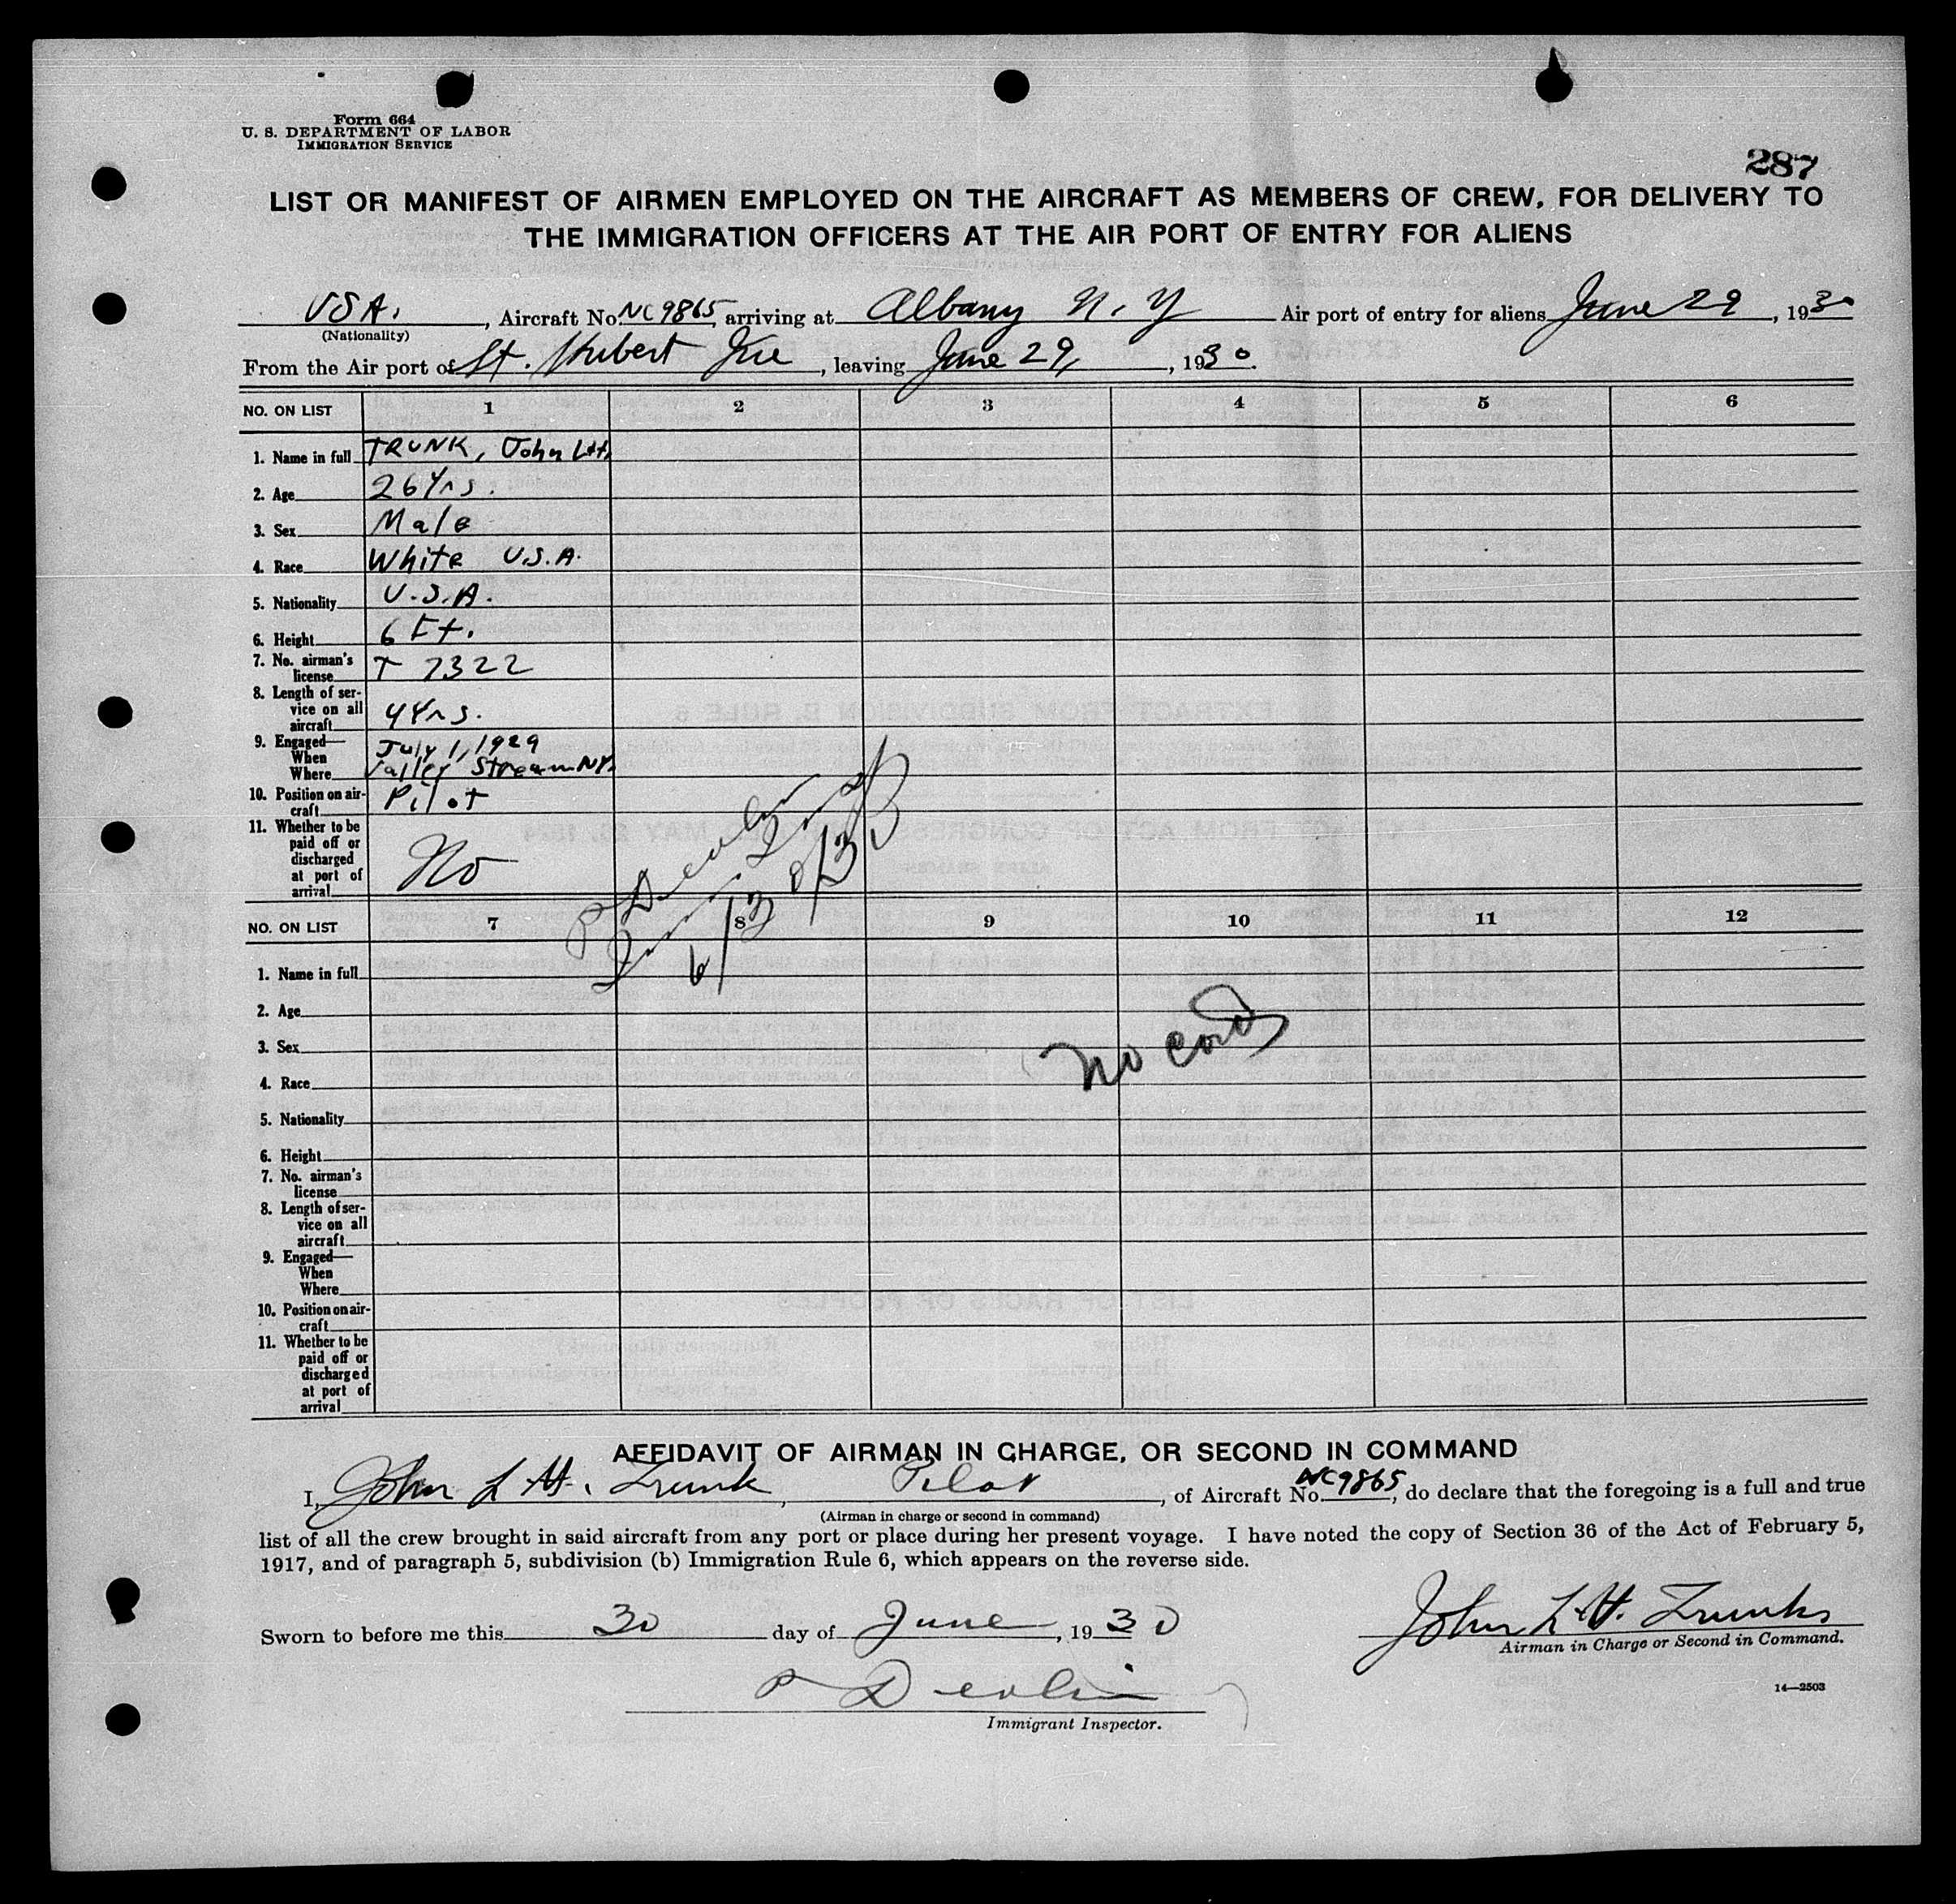 Form 664
U. S. DEPARTMENT OF LABOR
IMMIGRATION SERVICE
287
LIST OR MANIFEST OF AIRMEN EMPLOYED ON THE AIRCRAFT AS MEMBERS OF CREW, FOR DELIVERY TO
THE IMMIGRATION OFFICERS AT THE AIR PORT OF ENTRY FOR ALIENS
USA. , Aircraft No. NC9865, arriving at Albany N. Y Air port of entry for aliens June 29, 1930
(Nationality)
From the Air port of St. Hubert Que, leaving June 29, , 1930.
NO. ON LIST 1 2 3 4 5 6
1. Name in full TRUNK, John L.H.
2. Age 26 Yrs.
3. Sex Male
4. Race White U.S.A.
5. Nationality U.S.A.
6. Height 6 Ft.
7. No. airman's
license T 7322
8. Length of ser-
vice on all
aircraft 4 Yrs.
9. Engaged—
When July 1, 1929
Where Valley Stream NY.
10. Position on air-
craft Pilot
11. Whether to be
paid off or
discharged
at port of
arrival No
P Devlin
6/30/30
NO. ON LIST 7 8 9 10 11 12
1. Name in full
2. Age
3. Sex
4. Race
5. Nationality
6. Height
7. No. airman's
license
8. Length of ser-
vice on all
aircraft
9. Engaged—
When
Where
10. Position on air-
craft
11. Whether to be
paid off or
discharged
at port of
arrival
no cards
AFFIDAVIT OF AIRMAN IN CHARGE, OR SECOND IN COMMAND
I, John L H. Trunk, Pilot, of Aircraft No. NC9865, do declare that the foregoing is a full and true
(Airman in charge or second in command)
list of all the crew brought in said aircraft from any port or place during her present voyage. I have noted the copy of Section 36 of the Act of February 5,
1917, and of paragraph 5, subdivision (b) Immigration Rule 6, which appears on the reverse side.
Sworn to before me this 30 day of June, 1930
John L. H. Trunk
Airman in Charge or Second in Command.
P Devlin
Immigrant Inspector.
14—2503